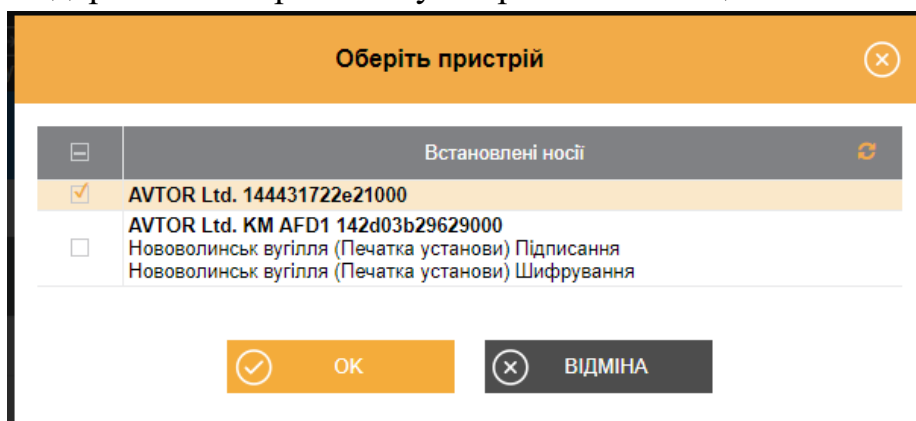 Оберіть пристрій
Встановлені носії
AVTOR Ltd. 144431722e21000
AVTOR Ltd. KM AFD1 142d03b29629000
Нововолинськ вугілля (Печатка установи) Підписання
Нововолинськ вугілля (Печатка установи) Шифрування
ОК
ВІДМІНА